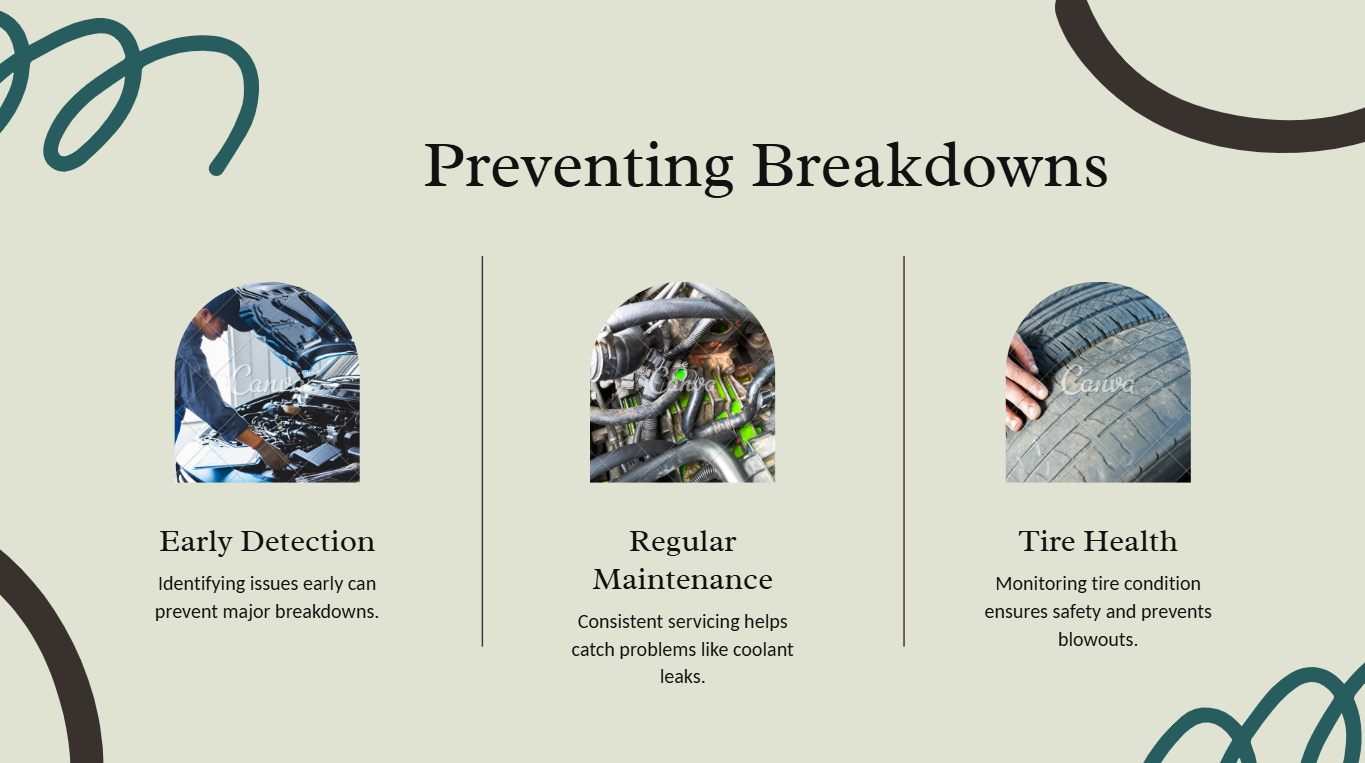 Preventing Breakdowns
Canva
Canva
Canva
Early Detection
Identifying issues early can
prevent major breakdowns.
Regular
Maintenance
Consistent servicing helps
catch problems like coolant
leaks.
Tire Health
Monitoring tire condition
ensures safety and prevents
blowouts.